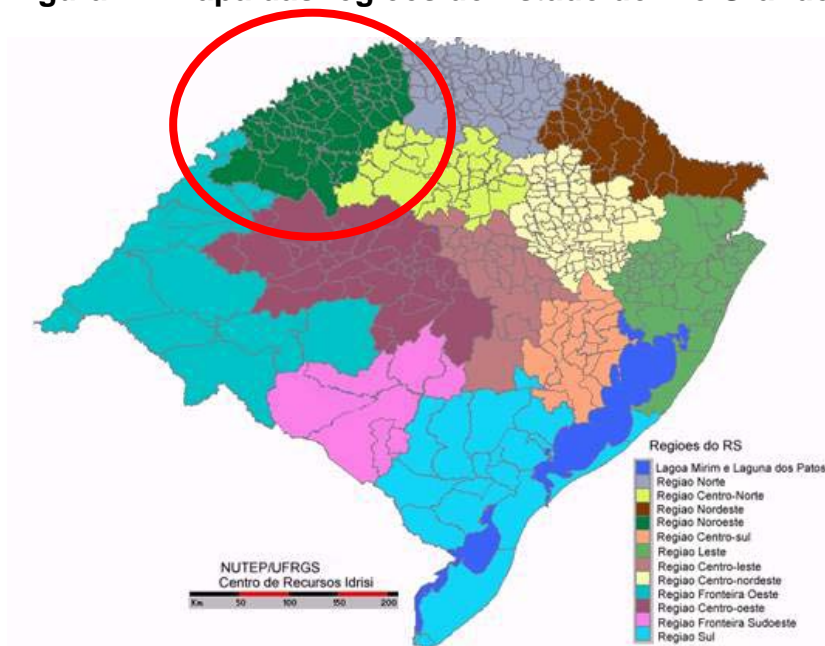 Regioes do RS
Lagoa Mirim e Laguna dos Patos
Regiao Norte
Regiao Centro-Norte
Regiao Nordeste
Regiao Noroeste
Regiao Centro-sul
Regiao Leste
Regiao Centro-leste
Regiao Centro-nordeste
Regiao Fronteira Oeste
Regiao Centro-oeste
Regiao Fronteira Sudoeste
Regiao Sul
NUTEP/UFRGS
Centro de Recursos Idrisi
Km 50 100 150 200